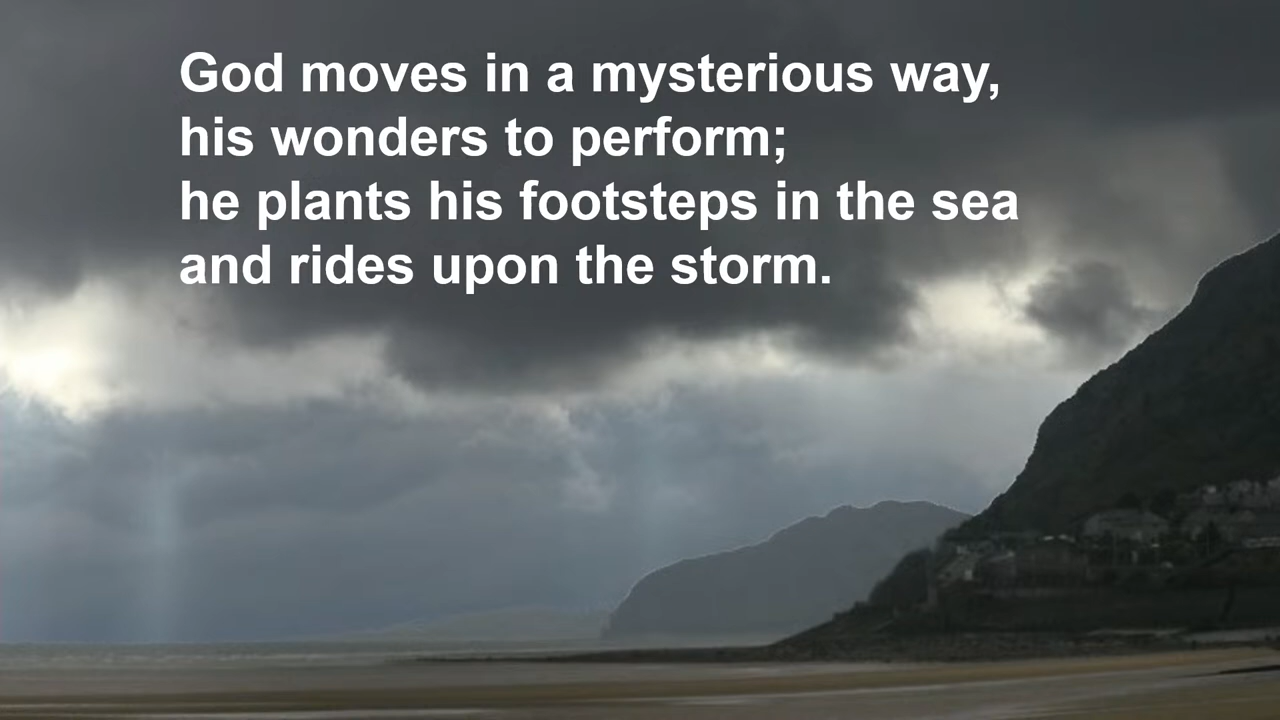 God moves in a mysterious way,
his wonders to perform;
he plants his footsteps in the sea
and rides upon the storm.